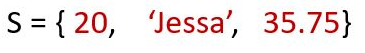 S = { 20, ‘Jessa’, 35.75}